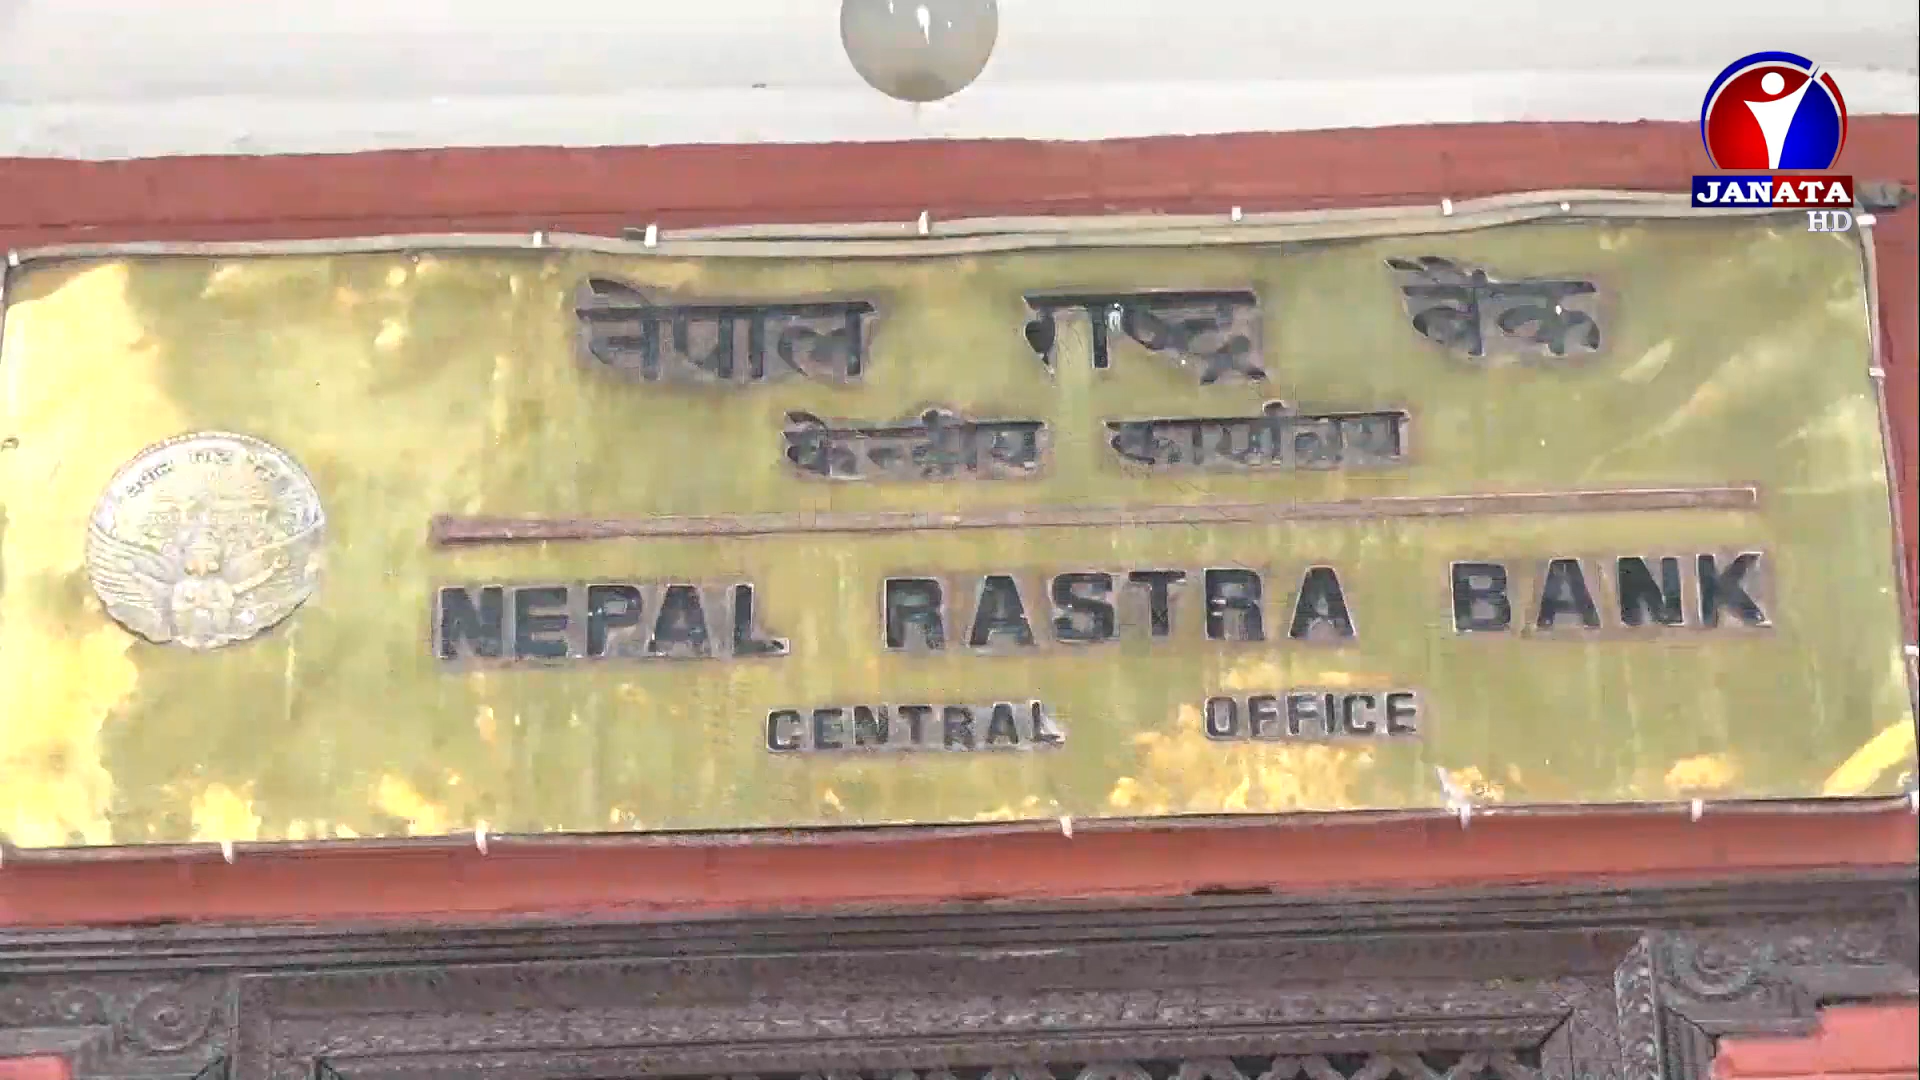 JANATA
HD
नेपाल राष्ट्र बैंक
केन्द्रीय कार्यालय
NEPAL RASTRA BANK
CENTRAL OFFICE